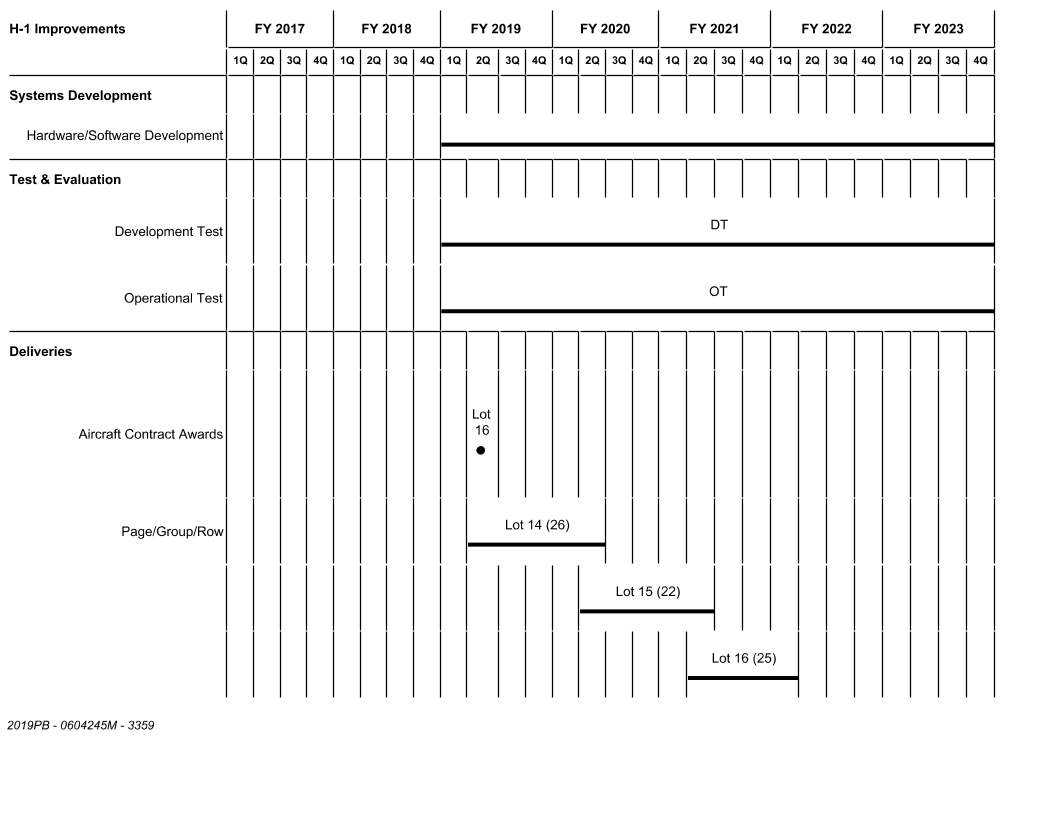 H-1 Improvements FY 2017 FY 2018 FY 2019 FY 2020 FY 2021 FY 2022 FY 2023
1Q 2Q 3Q 4Q 1Q 2Q 3Q 4Q 1Q 2Q 3Q 4Q 1Q 2Q 3Q 4Q 1Q 2Q 3Q 4Q 1Q 2Q 3Q 4Q 1Q 2Q 3Q 4Q
Systems Development
Hardware/Software Development
Test & Evaluation
DT
Development Test
OT
Operational Test
Deliveries
Lot
16
Aircraft Contract Awards
Lot 14 (26)
Page/Group/Row
Lot 15 (22)
Lot 16 (25)
2019PB - 0604245M - 3359